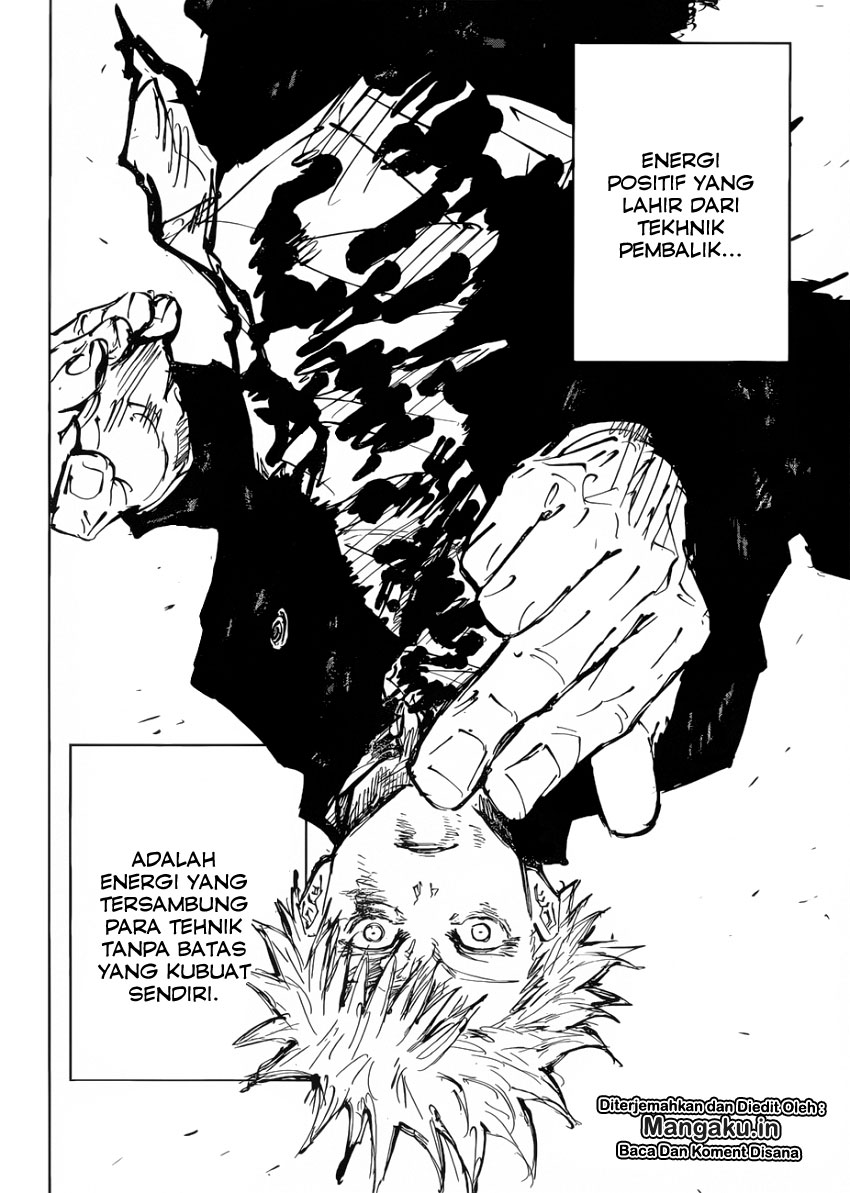 ENERGI
POSITIF YANG
LAHIR DARI
TEKHNIK
PEMBALIK...
ADALAH
ENERGI YANG
TERSAMBUNG
PARA TEHNIK
TANPA BATAS
YANG KUBUAT
SENDIRI.
Diterjemahkan dan Diedit Oleh:
Mangaku.in
Baca Dan Koment Disana